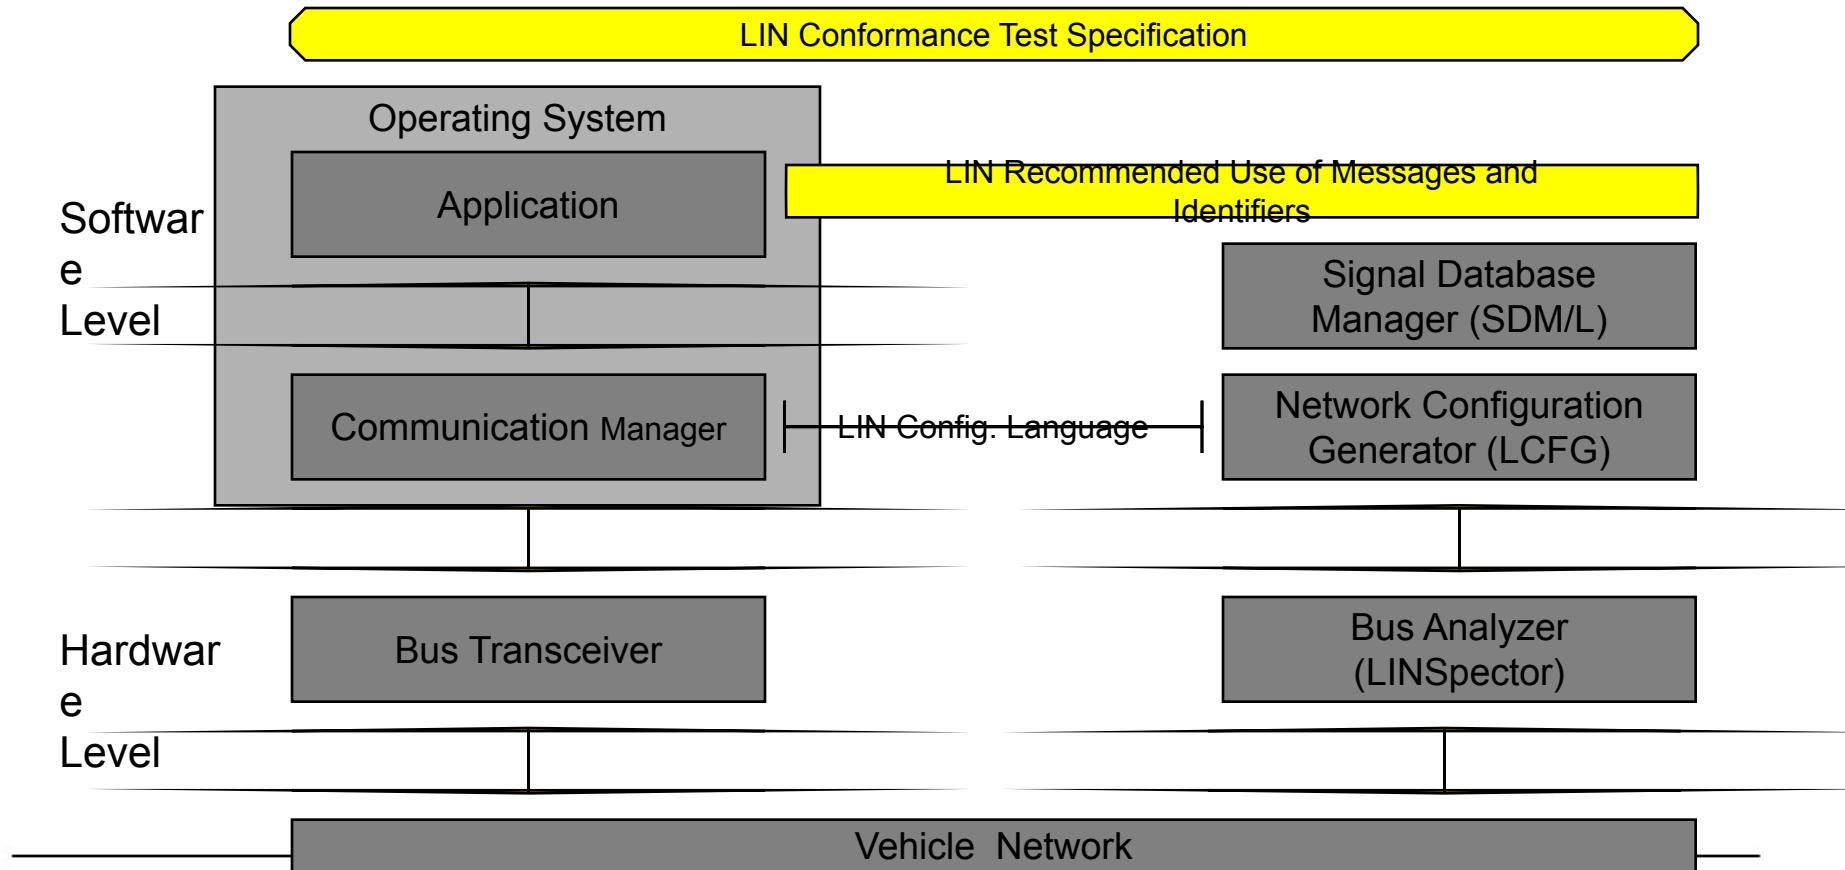 LIN Conformance Test Specification
Operating System
Application
LIN Recommended Use of Messages and
Identifiers
Softwar
e
Level
Signal Database
Manager (SDM/L)
Communication Manager
LIN Config. Language
Network Configuration
Generator (LCFG)
Hardwar
e
Level
Bus Transceiver
Bus Analyzer
(LINSpector)
Vehicle  Network